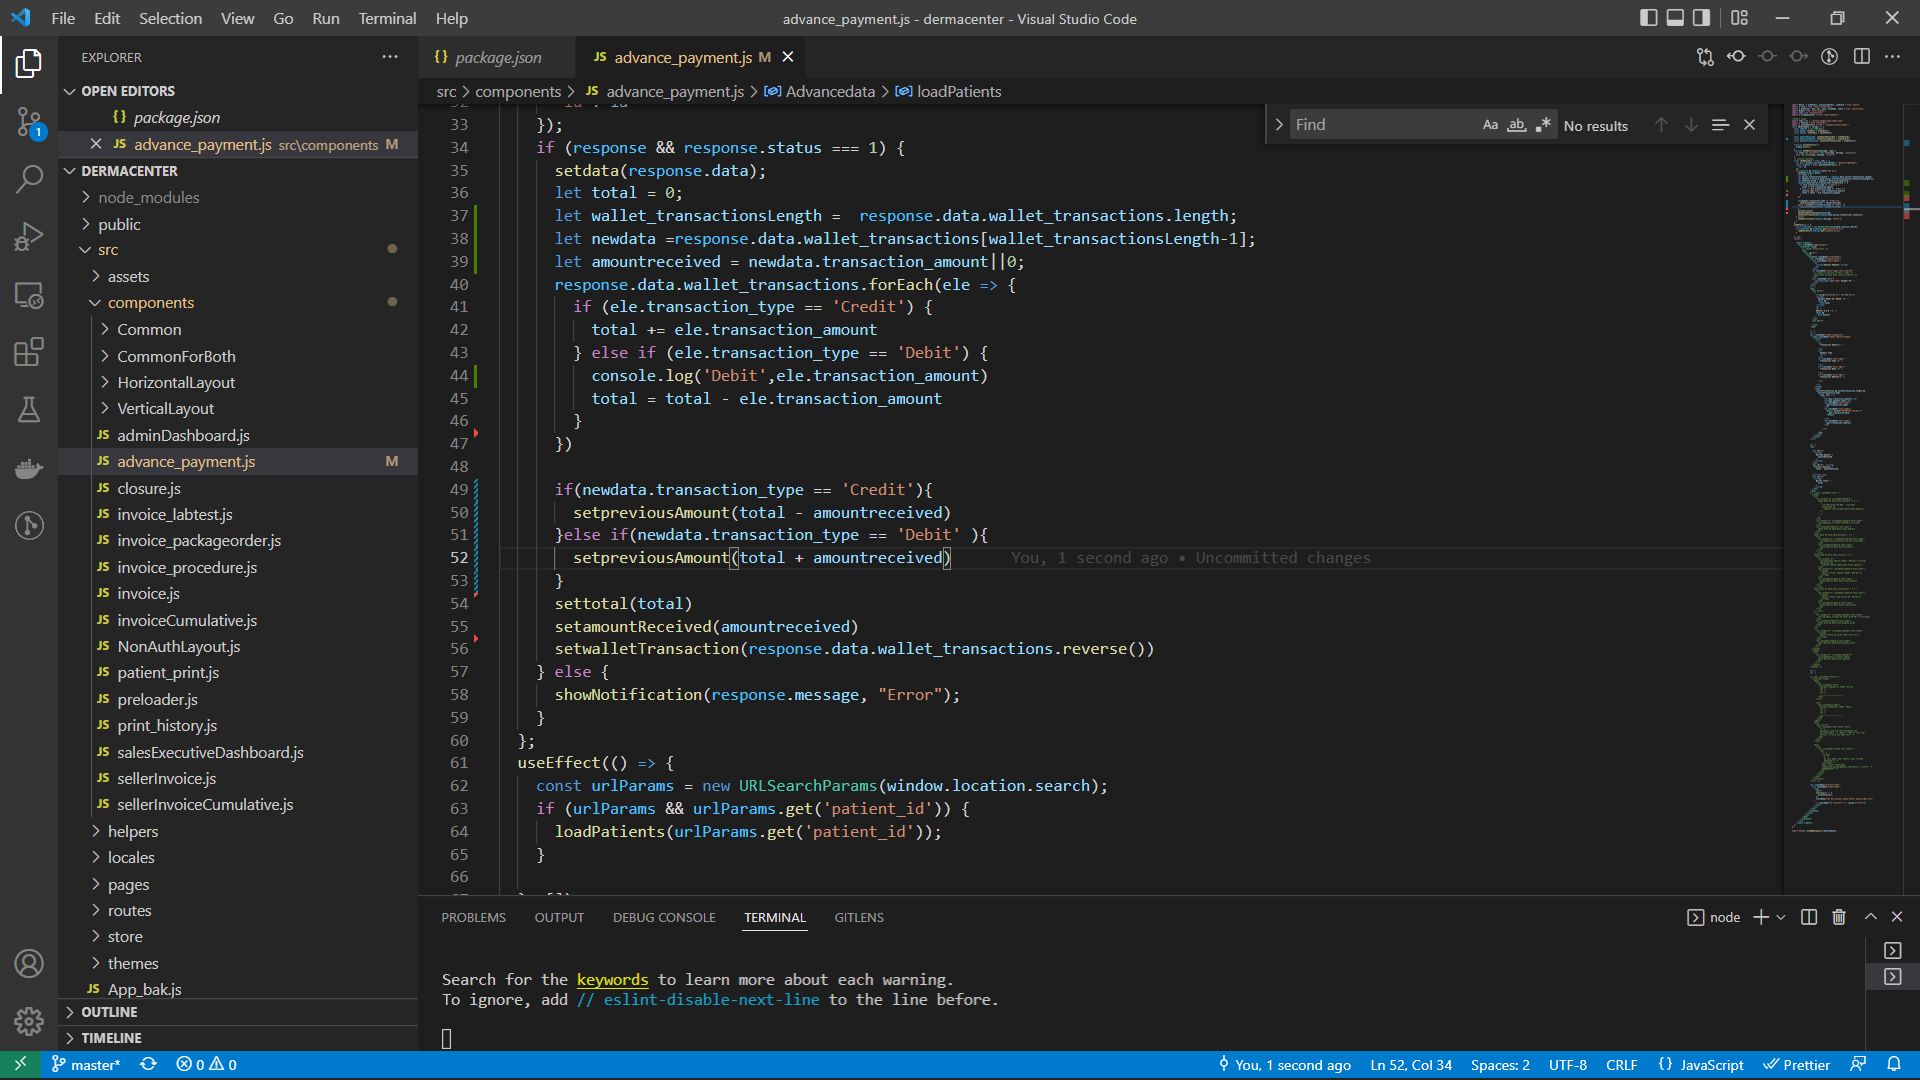 File Edit Selection View Go Run Terminal Help
advance_payment.js - dermacenter - Visual Studio Code
EXPLORER
OPEN EDITORS
{} package.json
JS advance_payment.js src\components M
DERMACENTER
node_modules
public
src
assets
components
Common
CommonForBoth
HorizontalLayout
VerticalLayout
JS adminDashboard.js
JS advance_payment.js M
JS closure.js
JS invoice_labtest.js
JS invoice_packageorder.js
JS invoice_procedure.js
JS invoice.js
JS invoiceCumulative.js
JS NonAuthLayout.js
JS patient_print.js
JS preloader.js
JS print_history.js
JS salesExecutiveDashboard.js
JS sellerInvoice.js
JS sellerInvoiceCumulative.js
helpers
locales
pages
routes
store
themes
JS App_bak.js
OUTLINE
TIMELINE
1
{} package.json
JS advance_payment.js M
src > components > JS advance_payment.js > Advancedata > loadPatients
Find Aa ab No results
33 });
34 if (response && response.status === 1) {
35 setdata(response.data);
36 let total = 0;
37 let wallet_transactionsLength =  response.data.wallet_transactions.length;
38 let newdata =response.data.wallet_transactions[wallet_transactionsLength-1];
39 let amountreceived = newdata.transaction_amount||0;
40 response.data.wallet_transactions.forEach(ele => {
41 if (ele.transaction_type == 'Credit') {
42 total += ele.transaction_amount
43 } else if (ele.transaction_type == 'Debit') {
44 console.log('Debit',ele.transaction_amount)
45 total = total - ele.transaction_amount
46 }
47 })
48
49 if(newdata.transaction_type == 'Credit'){
50 setpreviousAmount(total - amountreceived)
51 }else if(newdata.transaction_type == 'Debit' ){
52 setpreviousAmount(total + amountreceived) You, 1 second ago • Uncommitted changes
53 }
54 settotal(total)
55 setamountReceived(amountreceived)
56 setwalletTransaction(response.data.wallet_transactions.reverse())
57 } else {
58 showNotification(response.message, "Error");
59 }
60 };
61 useEffect(() => {
62 const urlParams = new URLSearchParams(window.location.search);
63 if (urlParams && urlParams.get('patient_id')) {
64 loadPatients(urlParams.get('patient_id'));
65 }
66
PROBLEMS OUTPUT DEBUG CONSOLE TERMINAL GITLENS
node
Search for the keywords to learn more about each warning.
To ignore, add // eslint-disable-next-line to the line before.
master* 0 0 You, 1 second ago Ln 52, Col 34 Spaces: 2 UTF-8 CRLF {} JavaScript Prettier